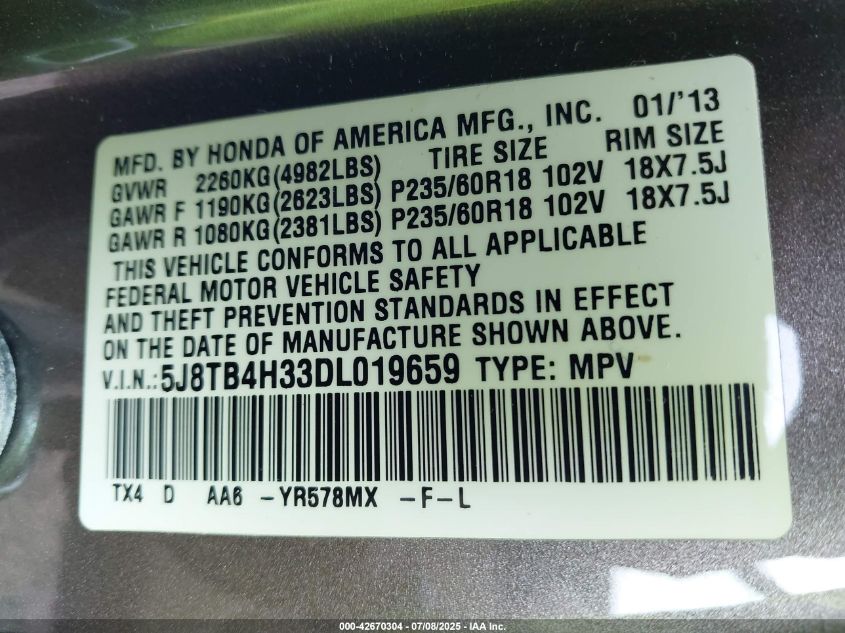 MFD. BY HONDA OF AMERICA MFG., INC. 01/'13
GVWR 2260KG(4982LBS) TIRE SIZE RIM SIZE
GAWR F 1190KG(2623LBS) P235/60R18 102V 18X7.5J
GAWR R 1080KG(2381LBS) P235/60R18 102V 18X7.5J
THIS VEHICLE CONFORMS TO ALL APPLICABLE
FEDERAL MOTOR VEHICLE SAFETY
AND THEFT PREVENTION STANDARDS IN EFFECT
ON THE DATE OF MANUFACTURE SHOWN ABOVE.
V.I.N.:5J8TB4H33DL019659 TYPE: MPV
TX4 D AA6 -YR578MX -F-L
000-42670304 - 07/08/2025 - IAA Inc.